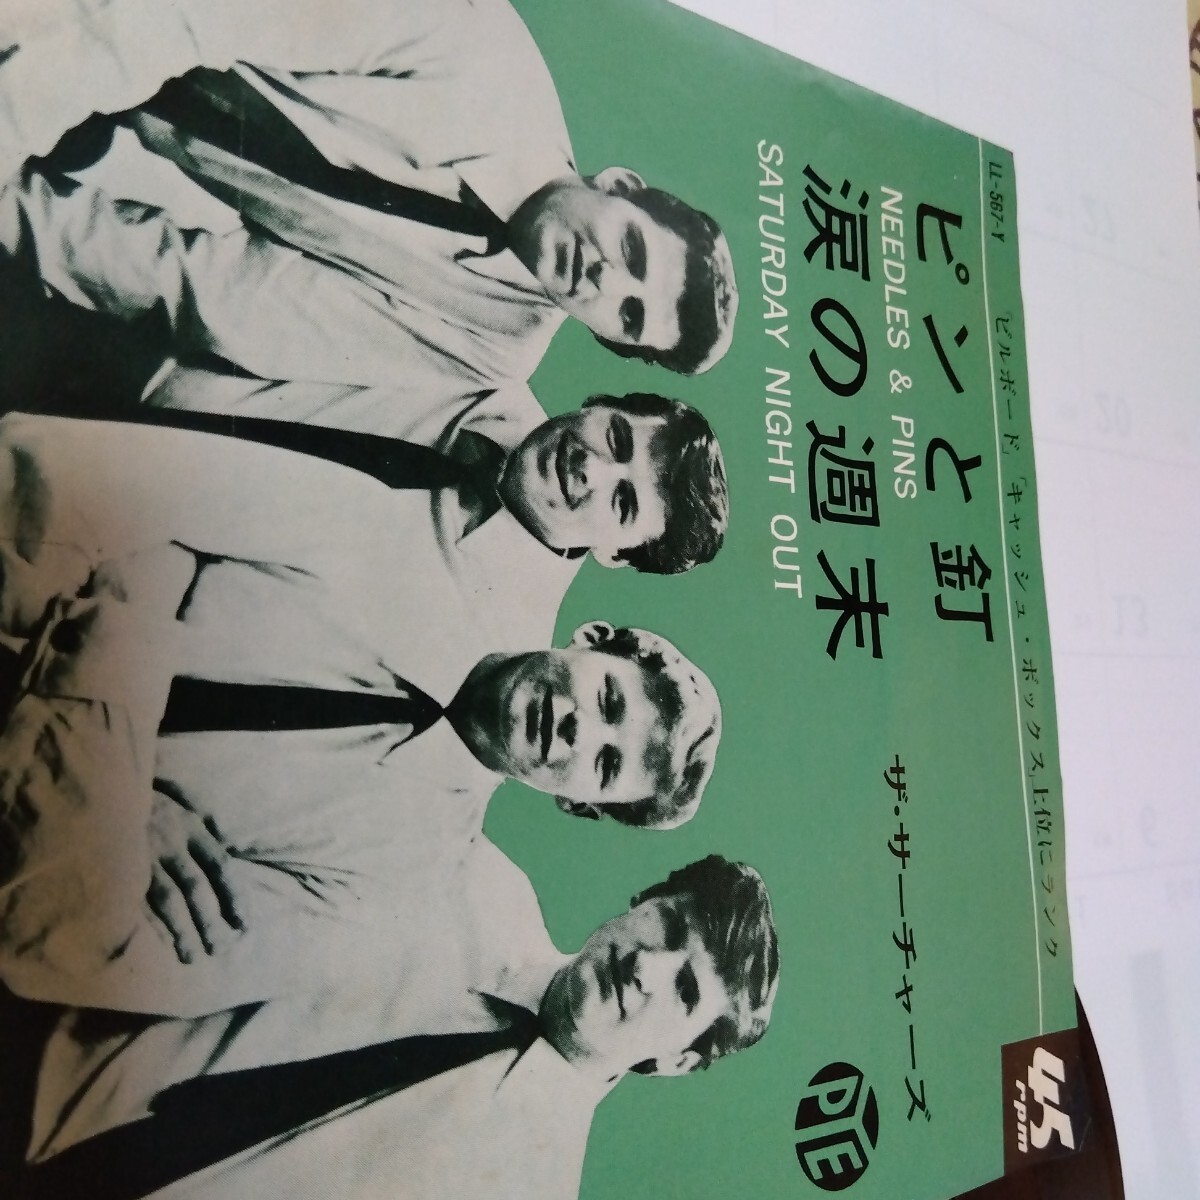 LL-567-Y
「ビルボード」「キャッシュ・ボックス」上位にランク
ピンと釘
NEEDLES & PINS
涙の週末
SATURDAY NIGHT OUT
ザ・サーチャーズ
PYE
45
rpm